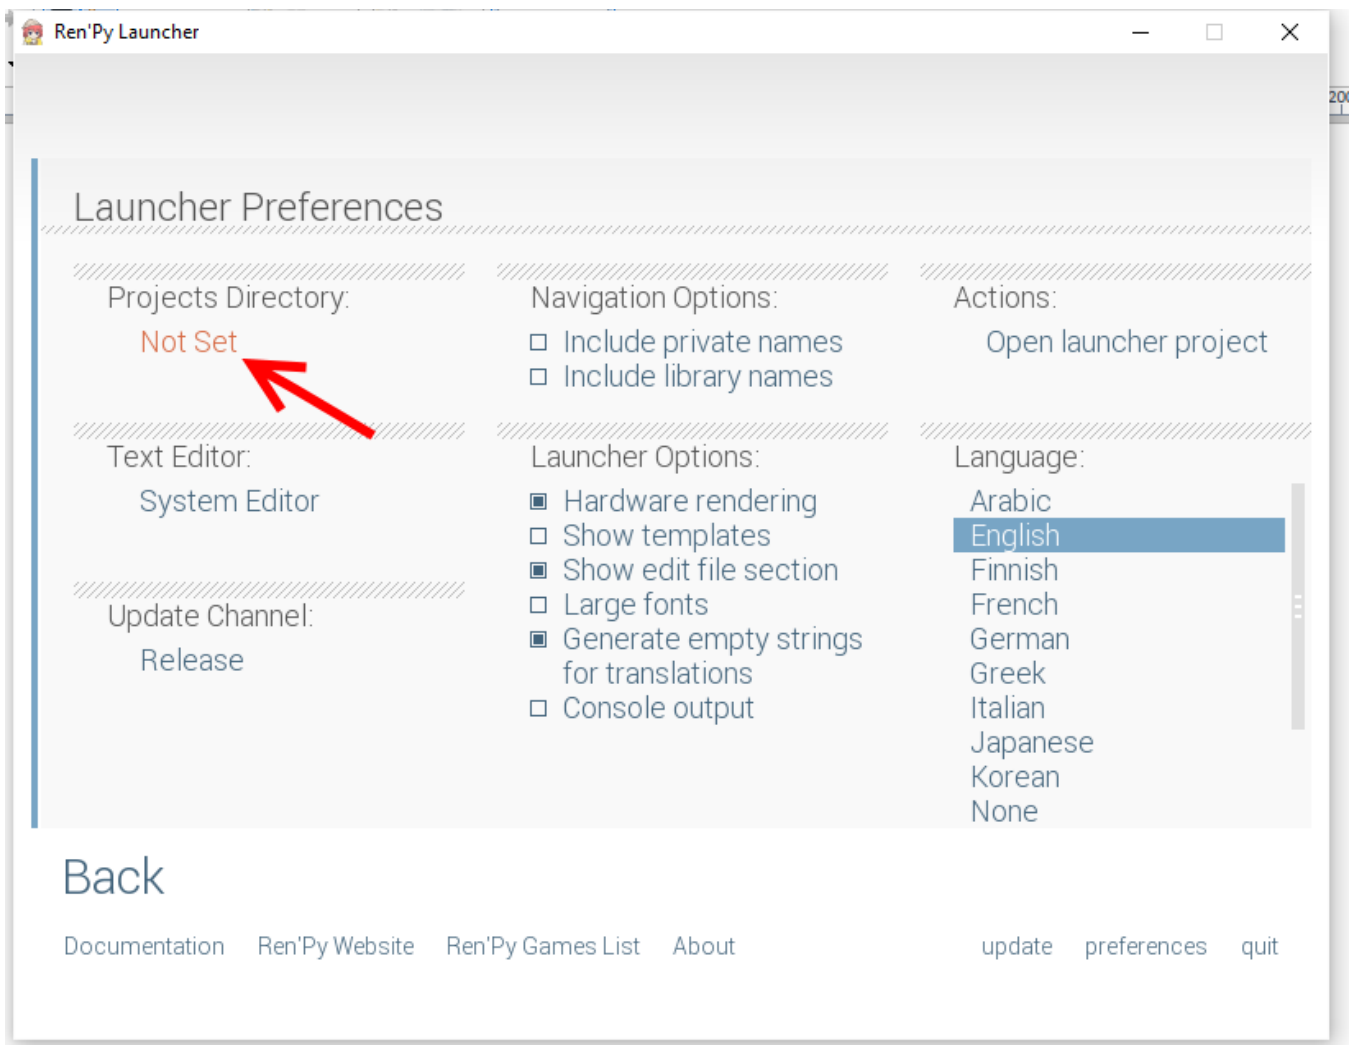 Ren'Py Launcher
200
Launcher Preferences
Projects Directory:
Not Set
Text Editor:
System Editor
Update Channel:
Release
Navigation Options:
Include private names
Include library names
Launcher Options:
Hardware rendering
Show templates
Show edit file section
Large fonts
Generate empty strings
for translations
Console output
Actions:
Open launcher project
Language:
Arabic
English
Finnish
French
German
Greek
Italian
Japanese
Korean
None
Back
Documentation Ren'Py Website Ren'Py Games List About update preferences quit